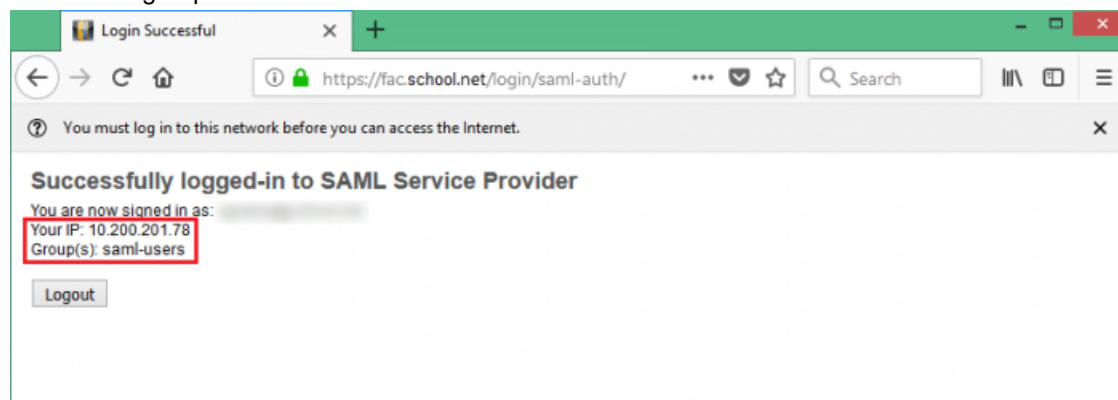 Login Successful
https://fac.school.net/login/saml-auth/
Search
You must log in to this network before you can access the Internet.
Successfully logged-in to SAML Service Provider
You are now signed in as:
Your IP: 10.200.201.78
Group(s): saml-users
Logout